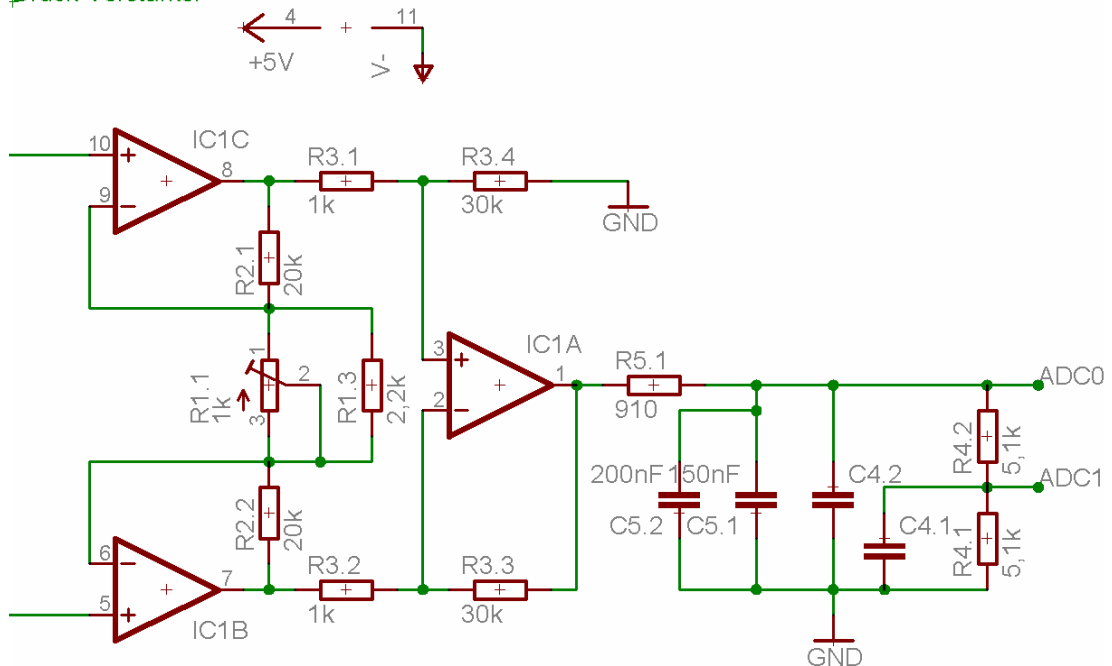 4
11
+5V
V-
IC1C
10
8
9
R3.1
1k
R3.4
30k
GND
R2.1
20k
IC1A
3
1
2
R1.1
1k
1
2
3
R1.3
2,2k
R5.1
910
ADC0
R4.2
5,1k
ADC1
200nF
150nF
C5.2
C5.1
C4.2
C4.1
R4.1
5,1k
R2.2
20k
6
7
5
IC1B
R3.2
1k
R3.3
30k
GND